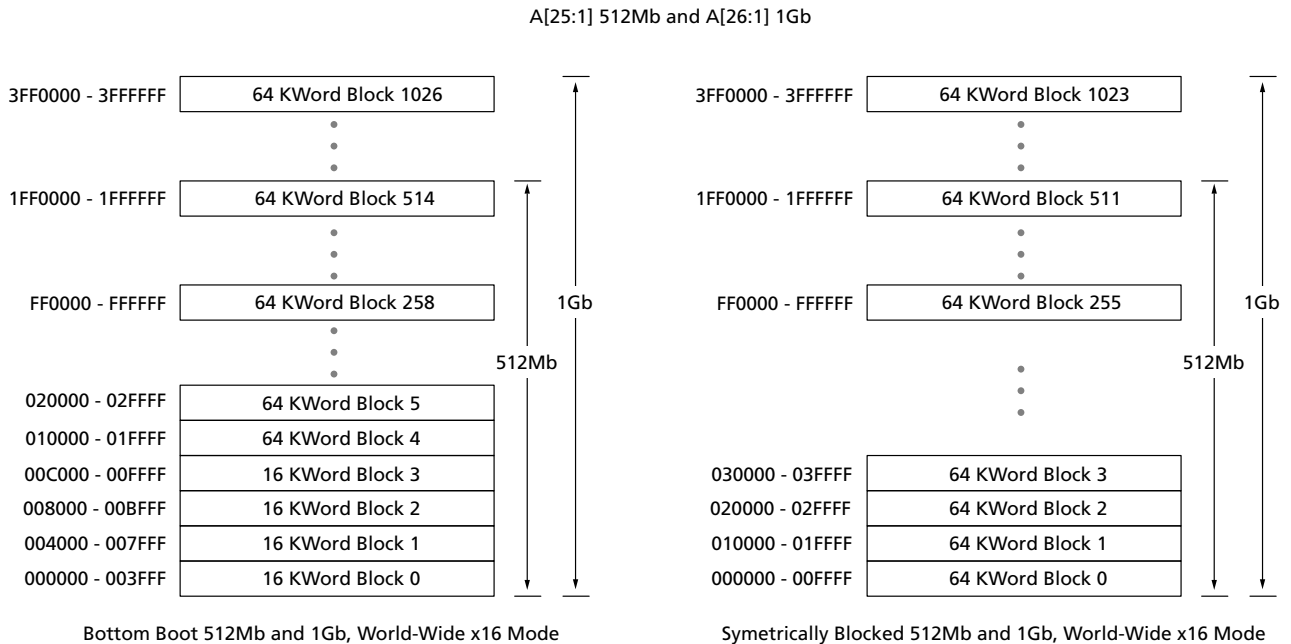 A[25:1] 512Mb and A[26:1] 1Gb
3FF0000 - 3FFFFFF 64 KWord Block 1026
1FF0000 - 1FFFFFF 64 KWord Block 514
FF0000 - FFFFFF 64 KWord Block 258
1Gb
512Mb
020000 - 02FFFF 64 KWord Block 5
010000 - 01FFFF 64 KWord Block 4
00C000 - 00FFFF 16 KWord Block 3
008000 - 00BFFF 16 KWord Block 2
004000 - 007FFF 16 KWord Block 1
000000 - 003FFF 16 KWord Block 0
Bottom Boot 512Mb and 1Gb, World-Wide x16 Mode
3FF0000 - 3FFFFFF 64 KWord Block 1023
1FF0000 - 1FFFFFF 64 KWord Block 511
FF0000 - FFFFFF 64 KWord Block 255
1Gb
512Mb
030000 - 03FFFF 64 KWord Block 3
020000 - 02FFFF 64 KWord Block 2
010000 - 01FFFF 64 KWord Block 1
000000 - 00FFFF 64 KWord Block 0
Symetrically Blocked 512Mb and 1Gb, World-Wide x16 Mode